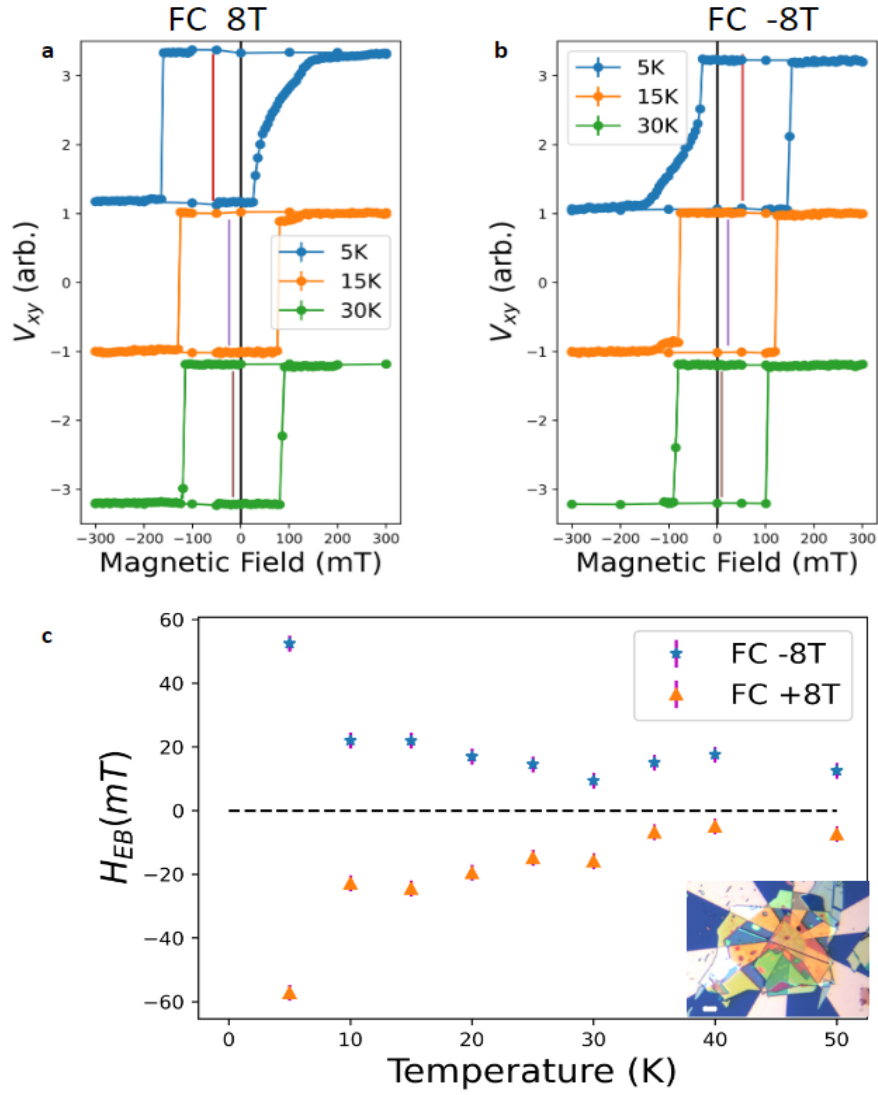 FC 8T
FC -8T
a
b
3
2
1
0
−1
−2
−3
V_xy (arb.)
5K
15K
30K
−300 −200 −100 0 100 200 300
Magnetic Field (mT)
3
2
1
0
−1
−2
−3
V_xy (arb.)
5K
15K
30K
−300 −200 −100 0 100 200 300
Magnetic Field (mT)
c
60
40
20
0
−20
−40
−60
H_EB(mT)
FC -8T
FC +8T
0 10 20 30 40 50
Temperature (K)